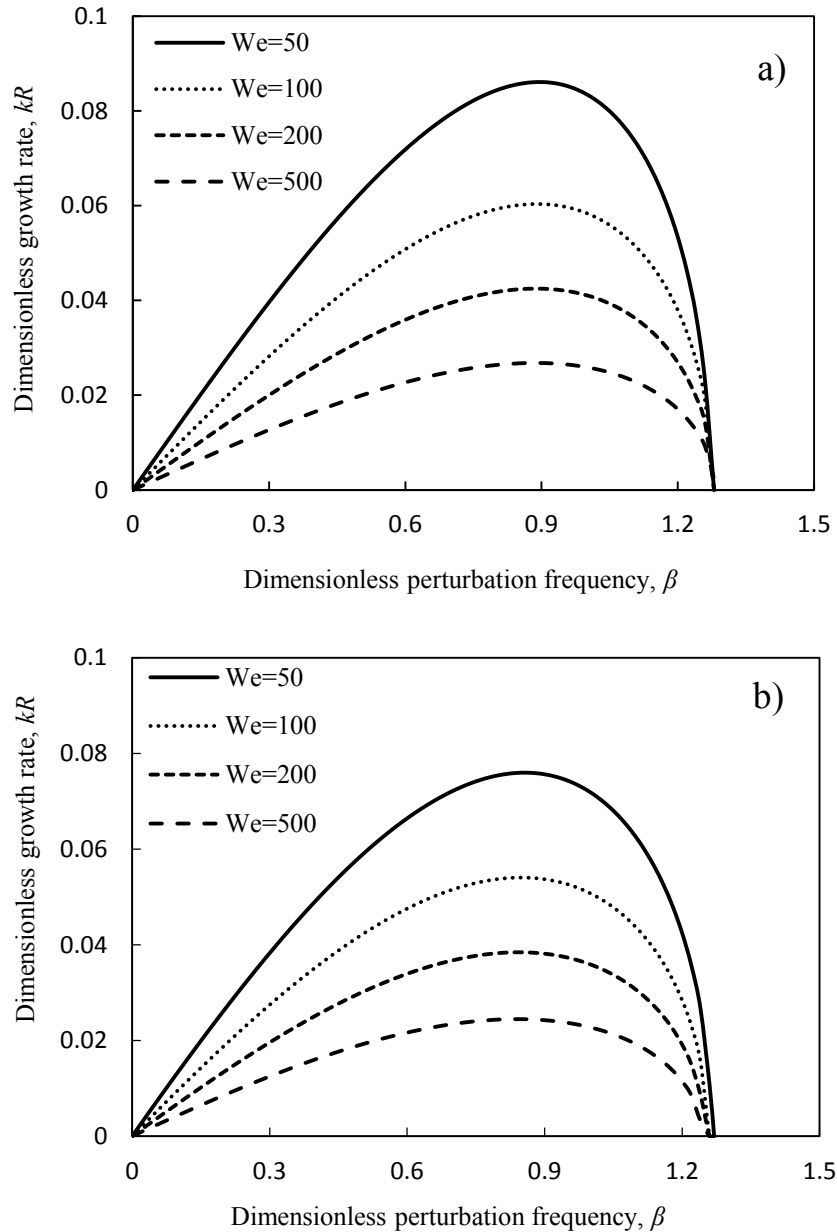 0.1
We=50
a)
We=100
0.08
We=200
We=500
0.06
0.04
0.02
0
Dimensionless growth rate, kR
0 0.3 0.6 0.9 1.2 1.5
Dimensionless perturbation frequency, β
0.1
We=50
b)
We=100
0.08
We=200
We=500
0.06
0.04
0.02
0
Dimensionless growth rate, kR
0 0.3 0.6 0.9 1.2 1.5
Dimensionless perturbation frequency, β